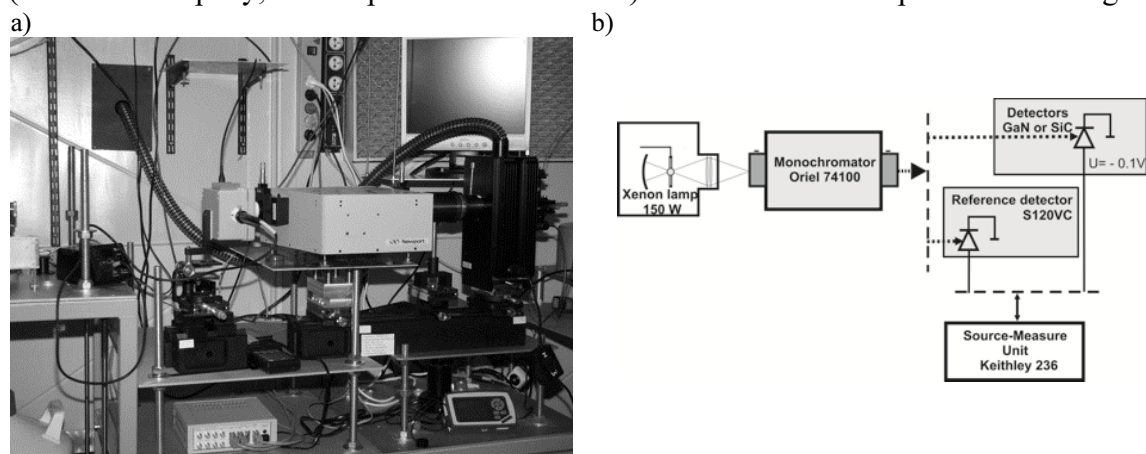 a)
b)
Newport
Xenon lamp
150 W
Monochromator
Oriel 74100
Detectors
GaN or SiC
U= - 0.1V
Reference detector
S120VC
Source-Measure
Unit
Keithley 236